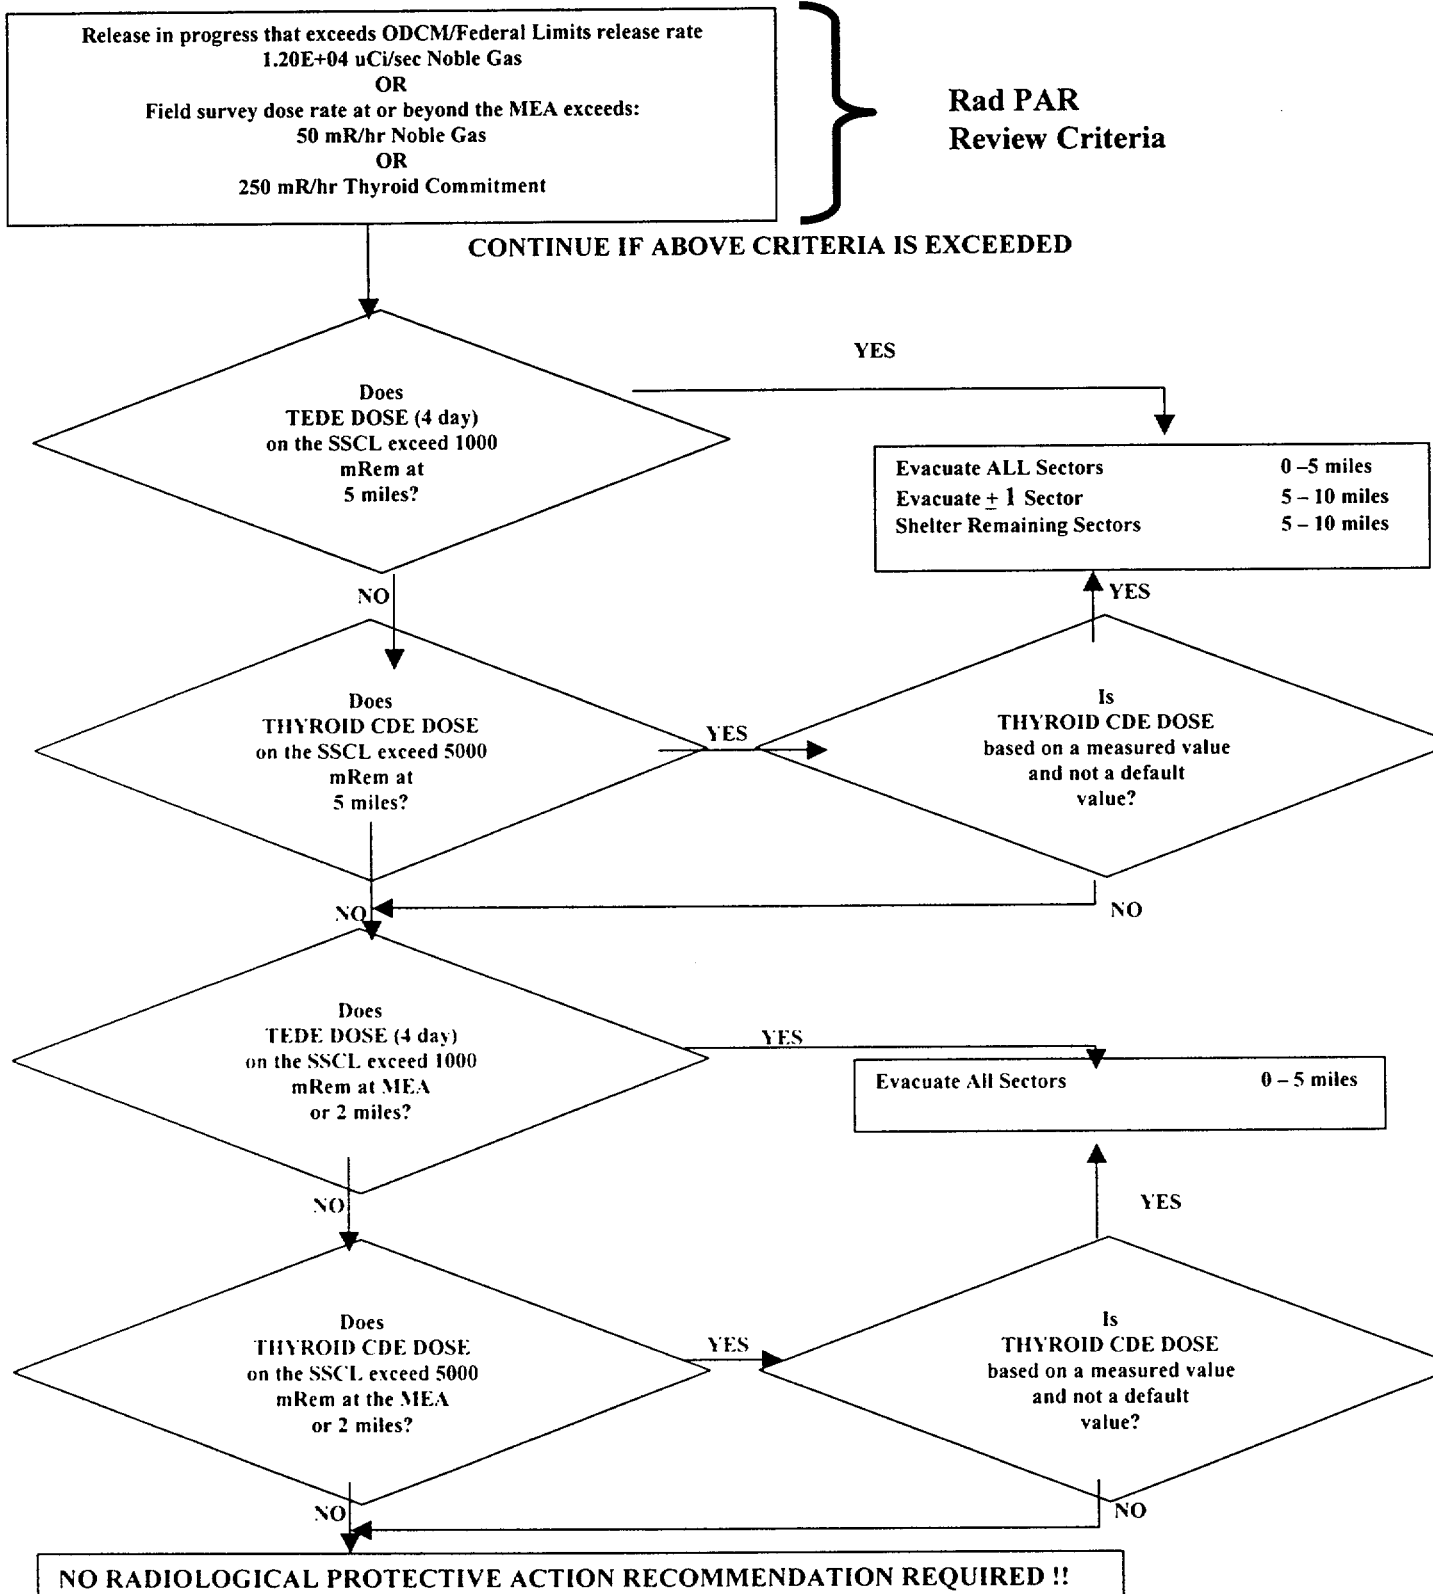 Release in progress that exceeds ODCM/Federal Limits release rate
1.20E+04 uCi/sec Noble Gas
OR
Field survey dose rate at or beyond the MEA exceeds:
50 mR/hr Noble Gas
OR
250 mR/hr Thyroid Commitment
Rad PAR
Review Criteria
CONTINUE IF ABOVE CRITERIA IS EXCEEDED
Does
TEDE DOSE (4 day)
on the SSCL exceed 1000
mRem at
5 miles?
YES
Evacuate ALL Sectors 0 –5 miles
Evacuate ± 1 Sector 5 – 10 miles
Shelter Remaining Sectors 5 – 10 miles
NO
YES
Does
THYROID CDE DOSE
on the SSCL exceed 5000
mRem at
5 miles?
YES
Is
THYROID CDE DOSE
based on a measured value
and not a default
value?
NO
NO
Does
TEDE DOSE (4 day)
on the SSCL exceed 1000
mRem at MEA
or 2 miles?
YES
Evacuate All Sectors 0 – 5 miles
NO
YES
Does
THYROID CDE DOSE
on the SSCL exceed 5000
mRem at the MEA
or 2 miles?
YES
Is
THYROID CDE DOSE
based on a measured value
and not a default
value?
NO
NO
NO RADIOLOGICAL PROTECTIVE ACTION RECOMMENDATION REQUIRED !!